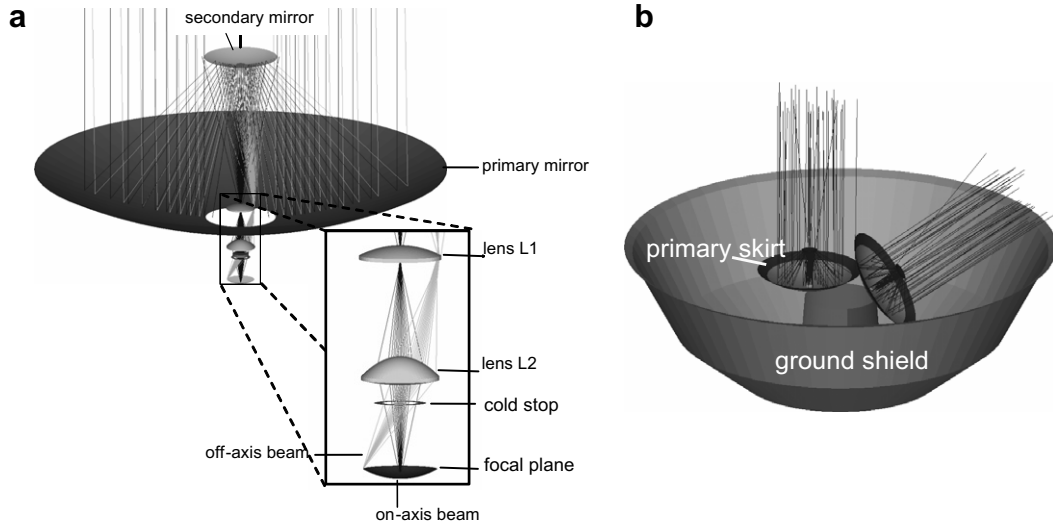 a
secondary mirror
primary mirror
lens L1
lens L2
cold stop
off-axis beam
focal plane
on-axis beam
b
primary skirt
ground shield